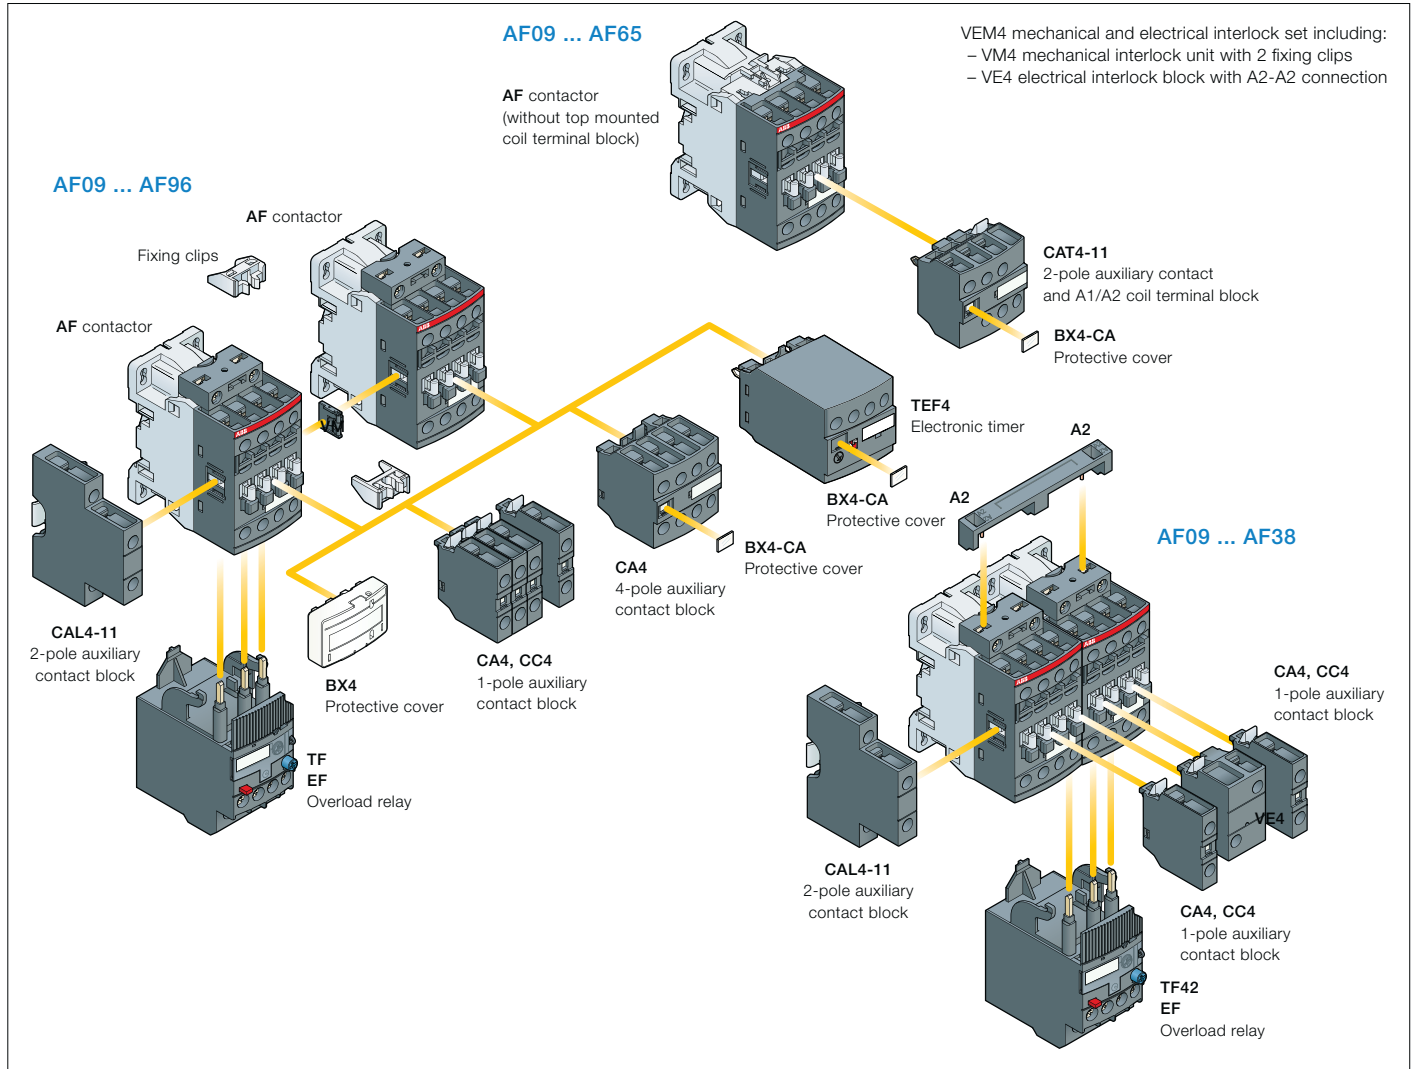 AF09 ... AF65
AF contactor
(without top mounted
coil terminal block)
VEM4 mechanical and electrical interlock set including:
– VM4 mechanical interlock unit with 2 fixing clips
– VE4 electrical interlock block with A2-A2 connection
AF09 ... AF96
AF contactor
Fixing clips
AF contactor
ABB
ABB
ABB
CAT4-11
2-pole auxiliary contact
and A1/A2 coil terminal block
BX4-CA
Protective cover
TEF4
Electronic timer
BX4-CA
Protective cover
A2
A2
AF09 ... AF38
BX4-CA
Protective cover
CA4
4-pole auxiliary
contact block
CAL4-11
2-pole auxiliary
contact block
BX4
Protective cover
CA4, CC4
1-pole auxiliary
contact block
TF
EF
Overload relay
ABB
ABB
CA4, CC4
1-pole auxiliary
contact block
VE4
CAL4-11
2-pole auxiliary
contact block
CA4, CC4
1-pole auxiliary
contact block
TF42
EF
Overload relay